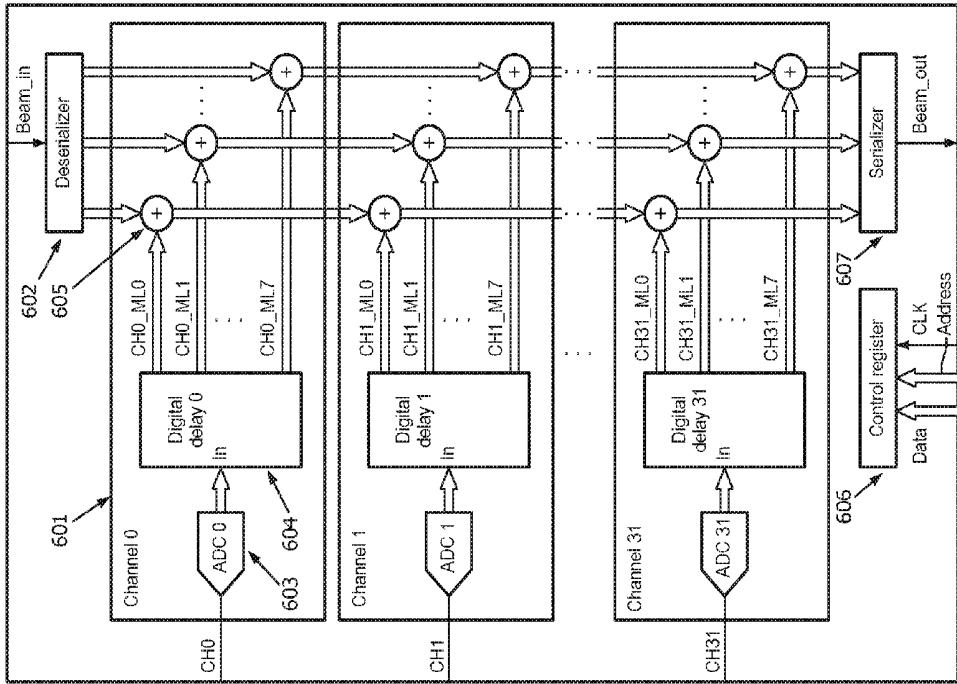 Beam_in
Deserializer
602
605
601
Channel 0
CH0
ADC 0
603
In
Digital
delay 0
604
CH0_ML0
CH0_ML1
CH0_ML7
+
+
+
Channel 1
CH1
ADC 1
In
Digital
delay 1
CH1_ML0
CH1_ML1
CH1_ML7
+
+
+
Channel 31
CH31
ADC 31
In
Digital
delay 31
CH31_ML0
CH31_ML1
CH31_ML7
+
+
+
606
Control register
Data
Address
CLK
607
Serializer
Beam_out